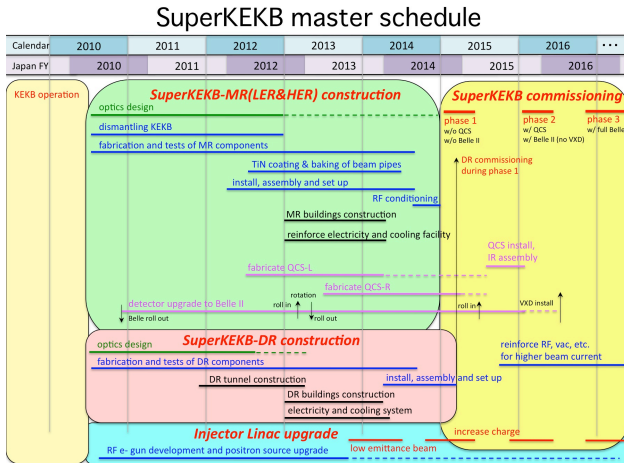 SuperKEKB master schedule
Calendar 2010 2011 2012 2013 2014 2015 2016 ···
Japan FY 2010 2011 2012 2013 2014 2015 2016
KEKB operation
SuperKEKB-MR(LER&HER) construction
SuperKEKB commissioning
optics design
phase 1
w/o QCS
w/o Belle II
phase 2
w/ QCS
w/ Belle II (no VXD)
phase 3
w/ full Belle
dismantling KEKB
fabrication and tests of MR components
TiN coating & baking of beam pipes
DR commissioning
during phase 1
install, assembly and set up
RF conditioning
MR buildings construction
reinforce electricity and cooling facility
QCS install,
IR assembly
fabricate QCS-L
fabricate QCS-R
detector upgrade to Belle II
rotation
roll in
roll in
VXD install
Belle roll out
roll out
SuperKEKB-DR construction
optics design
reinforce RF, vac, etc.
for higher beam current
fabrication and tests of DR components
DR tunnel construction
install, assembly and set up
DR buildings construction
electricity and cooling system
Injector Linac upgrade
increase charge
RF e- gun development and positron source upgrade
low emittance beam